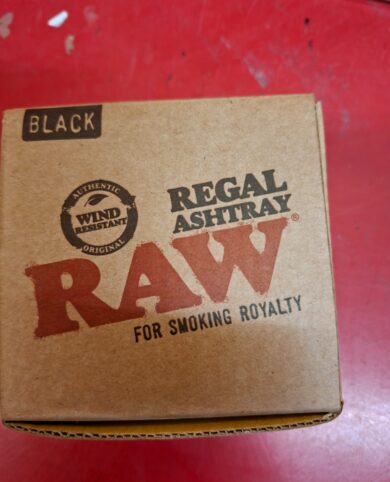 BLACK
AUTHENTIC
WIND
RESISTANT
ORIGINAL
REGAL
ASHTRAY
RAW®
FOR SMOKING ROYALTY